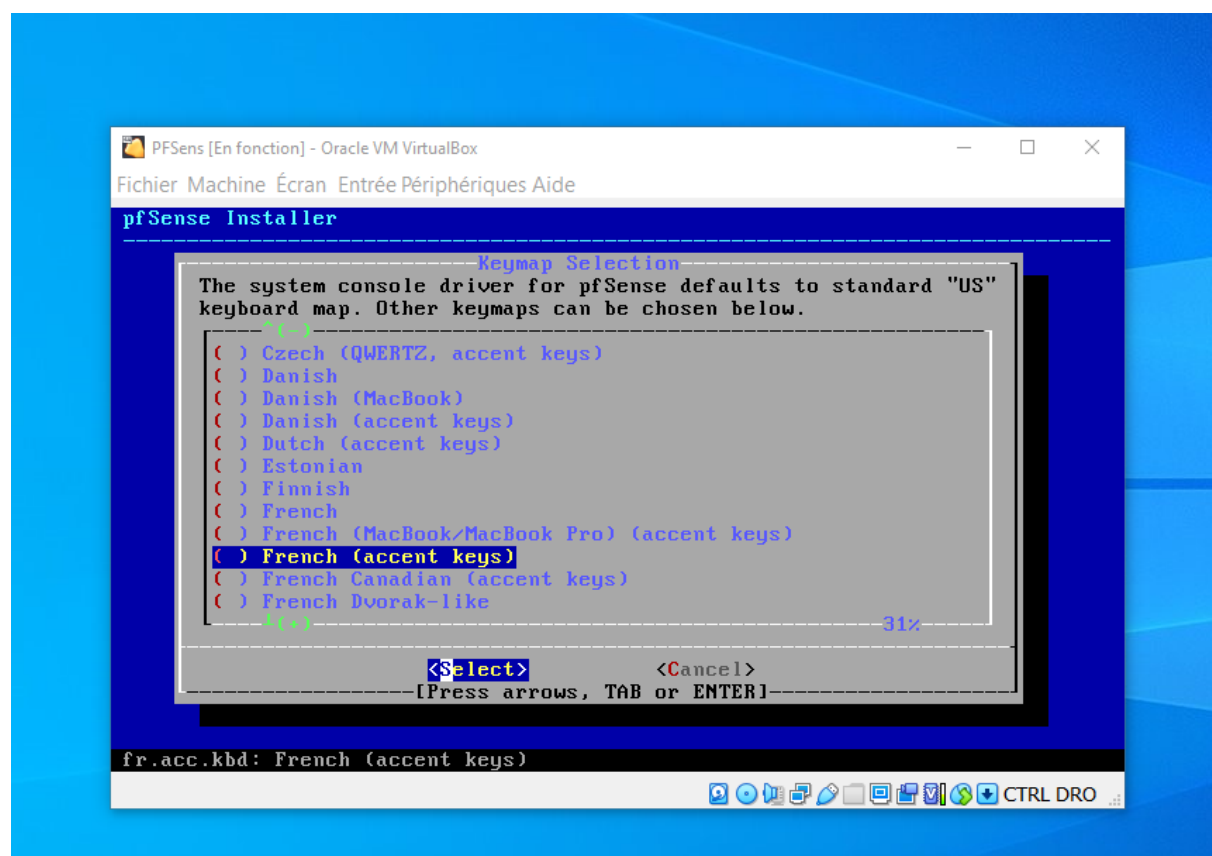 PFSens [En fonction] - Oracle VM VirtualBox
Fichier Machine Écran Entrée Périphériques Aide
pfSense Installer
Keymap Selection
The system console driver for pfSense defaults to standard "US"
keyboard map. Other keymaps can be chosen below.
^(-)
( ) Czech (QWERTZ, accent keys)
( ) Danish
( ) Danish (MacBook)
( ) Danish (accent keys)
( ) Dutch (accent keys)
( ) Estonian
( ) Finnish
( ) French
( ) French (MacBook/MacBook Pro) (accent keys)
( ) French (accent keys)
( ) French Canadian (accent keys)
( ) French Dvorak-like
┴(+) 31%
<Select> <Cancel>
[Press arrows, TAB or ENTER]
fr.acc.kbd: French (accent keys)
CTRL DRO